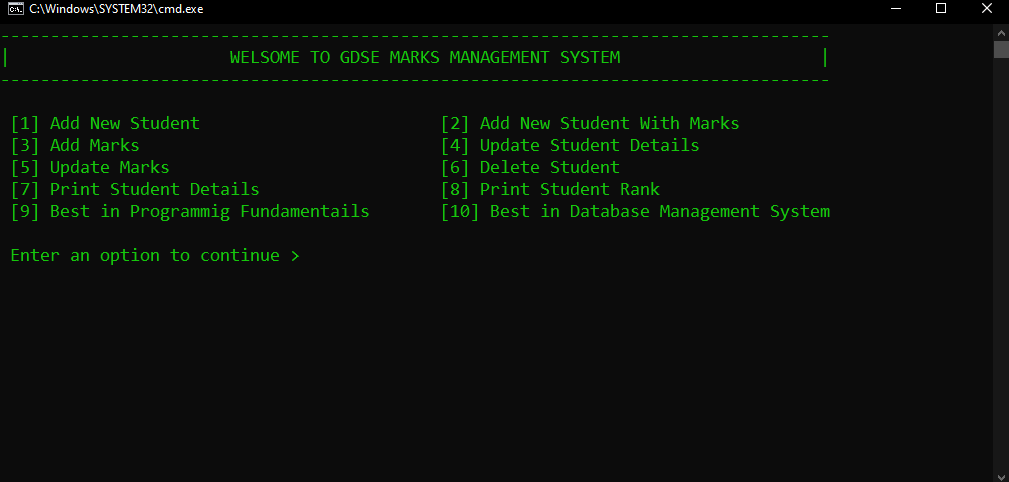 C:\Windows\SYSTEM32\cmd.exe
--------------------------------------------------------------------------------
| WELSOME TO GDSE MARKS MANAGEMENT SYSTEM |
--------------------------------------------------------------------------------
[1] Add New Student [2] Add New Student With Marks
[3] Add Marks [4] Update Student Details
[5] Update Marks [6] Delete Student
[7] Print Student Details [8] Print Student Rank
[9] Best in Programmig Fundamentails [10] Best in Database Management System
Enter an option to continue >